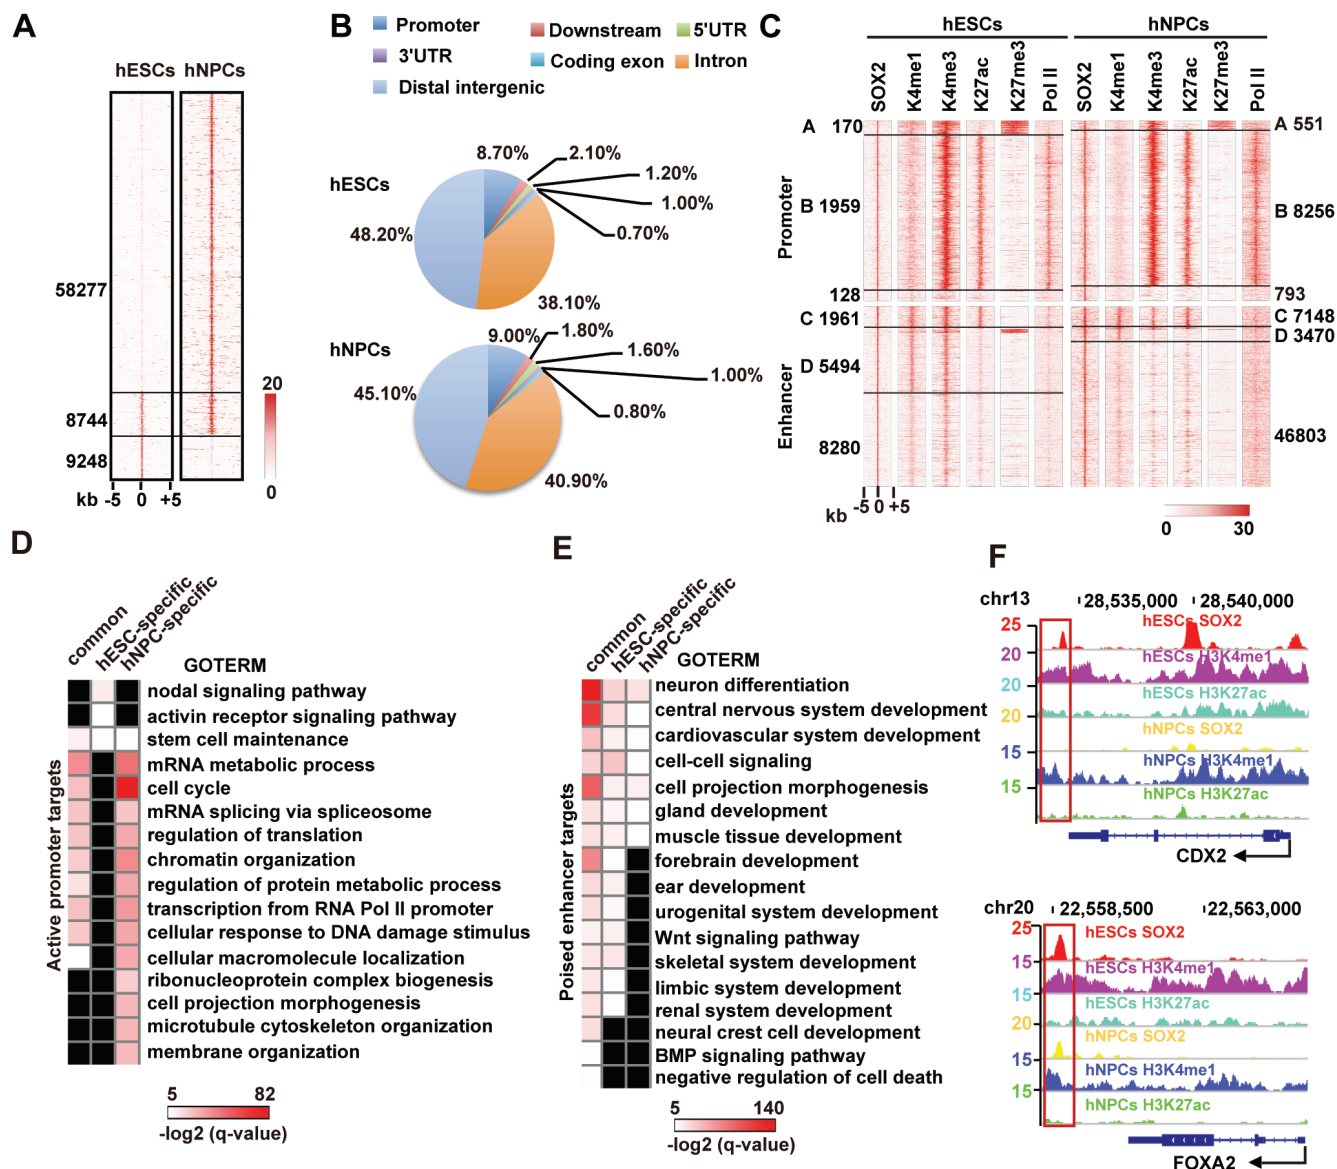 A
hESCs hNPCs
58277
8744
9248
20
0
kb -5 0 +5
B
Promoter
Downstream
5'UTR
3'UTR
Coding exon
Intron
Distal intergenic
hESCs
8.70%
2.10%
1.20%
1.00%
0.70%
48.20%
38.10%
hNPCs
9.00%
1.80%
1.60%
1.00%
0.80%
45.10%
40.90%
C
hESCs
hNPCs
SOX2
K4me1
K4me3
K27ac
K27me3
Pol II
SOX2
K4me1
K4me3
K27ac
K27me3
Pol II
Promoter
A 170
B 1959
128
Enhancer
C 1961
D 5494
8280
A 551
B 8256
793
C 7148
D 3470
46803
kb -5 0 +5
0 30
D
common
hESC-specific
hNPC-specific
GOTERM
Active promoter targets
nodal signaling pathway
activin receptor signaling pathway
stem cell maintenance
mRNA metabolic process
cell cycle
mRNA splicing via spliceosome
regulation of translation
chromatin organization
regulation of protein metabolic process
transcription from RNA Pol II promoter
cellular response to DNA damage stimulus
cellular macromolecule localization
ribonucleoprotein complex biogenesis
cell projection morphogenesis
microtubule cytoskeleton organization
membrane organization
5 82
-log2 (q-value)
E
common
hESC-specific
hNPC-specific
GOTERM
Poised enhancer targets
neuron differentiation
central nervous system development
cardiovascular system development
cell-cell signaling
cell projection morphogenesis
gland development
muscle tissue development
forebrain development
ear development
urogenital system development
Wnt signaling pathway
skeletal system development
limbic system development
renal system development
neural crest cell development
BMP signaling pathway
negative regulation of cell death
5 140
-log2 (q-value)
F
chr13 28,535,000 28,540,000
25 hESCs SOX2
20 hESCs H3K4me1
20 hESCs H3K27ac
20 hNPCs SOX2
15 hNPCs H3K4me1
15 hNPCs H3K27ac
CDX2
chr20 22,558,500 22,563,000
25 hESCs SOX2
15 hESCs H3K4me1
15 hESCs H3K27ac
20 hNPCs SOX2
15 hNPCs H3K4me1
15 hNPCs H3K27ac
FOXA2